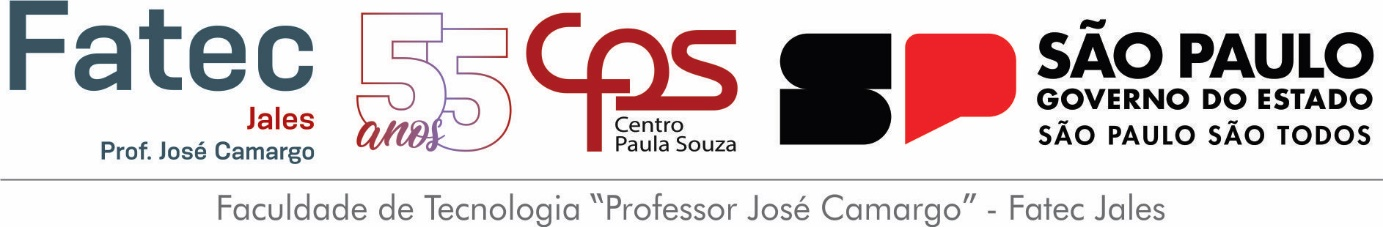 Fatec
Jales
Prof. José Camargo
55
anos
CPS
Centro
Paula Souza
SP
SÃO PAULO
GOVERNO DO ESTADO
SÃO PAULO SÃO TODOS
Faculdade de Tecnologia “Professor José Camargo” - Fatec Jales